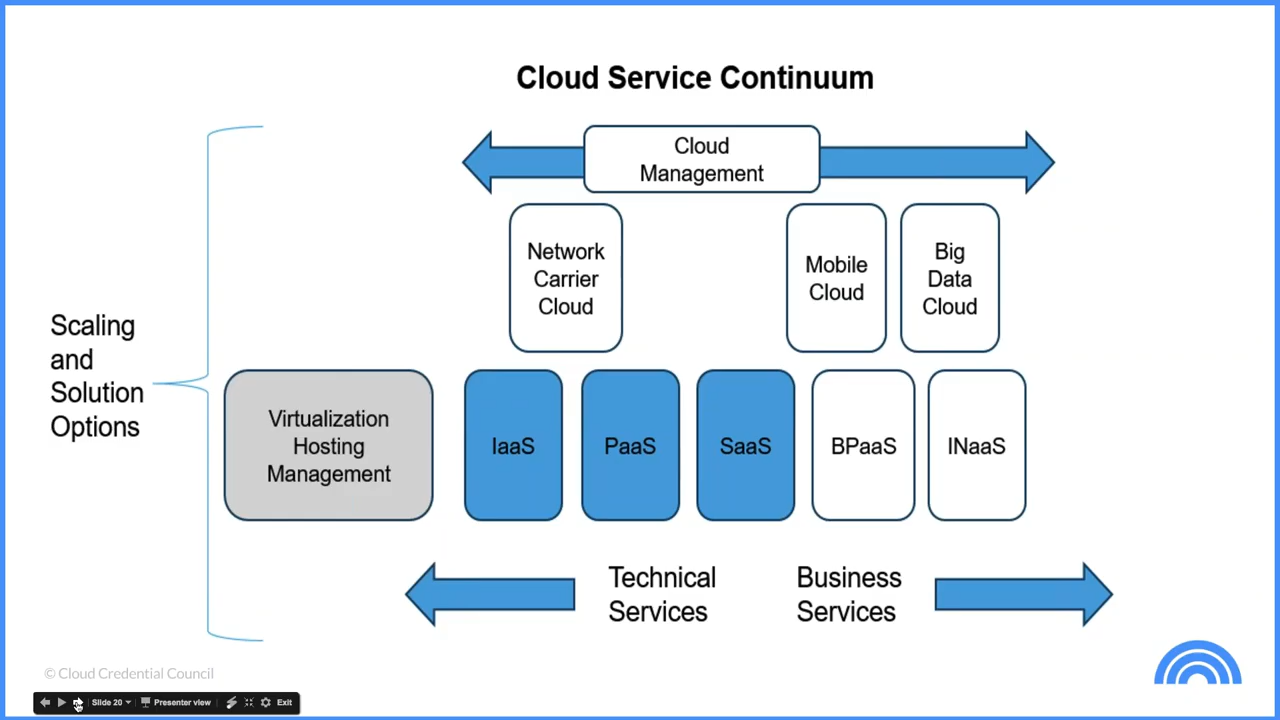 Cloud Service Continuum
Cloud
Management
Network
Carrier
Cloud
Mobile
Cloud
Big
Data
Cloud
Scaling
and
Solution
Options
Virtualization
Hosting
Management
IaaS
PaaS
SaaS
BPaaS
INaaS
Technical
Services
Business
Services
© Cloud Credential Council
Slide 20
Presenter view
Exit